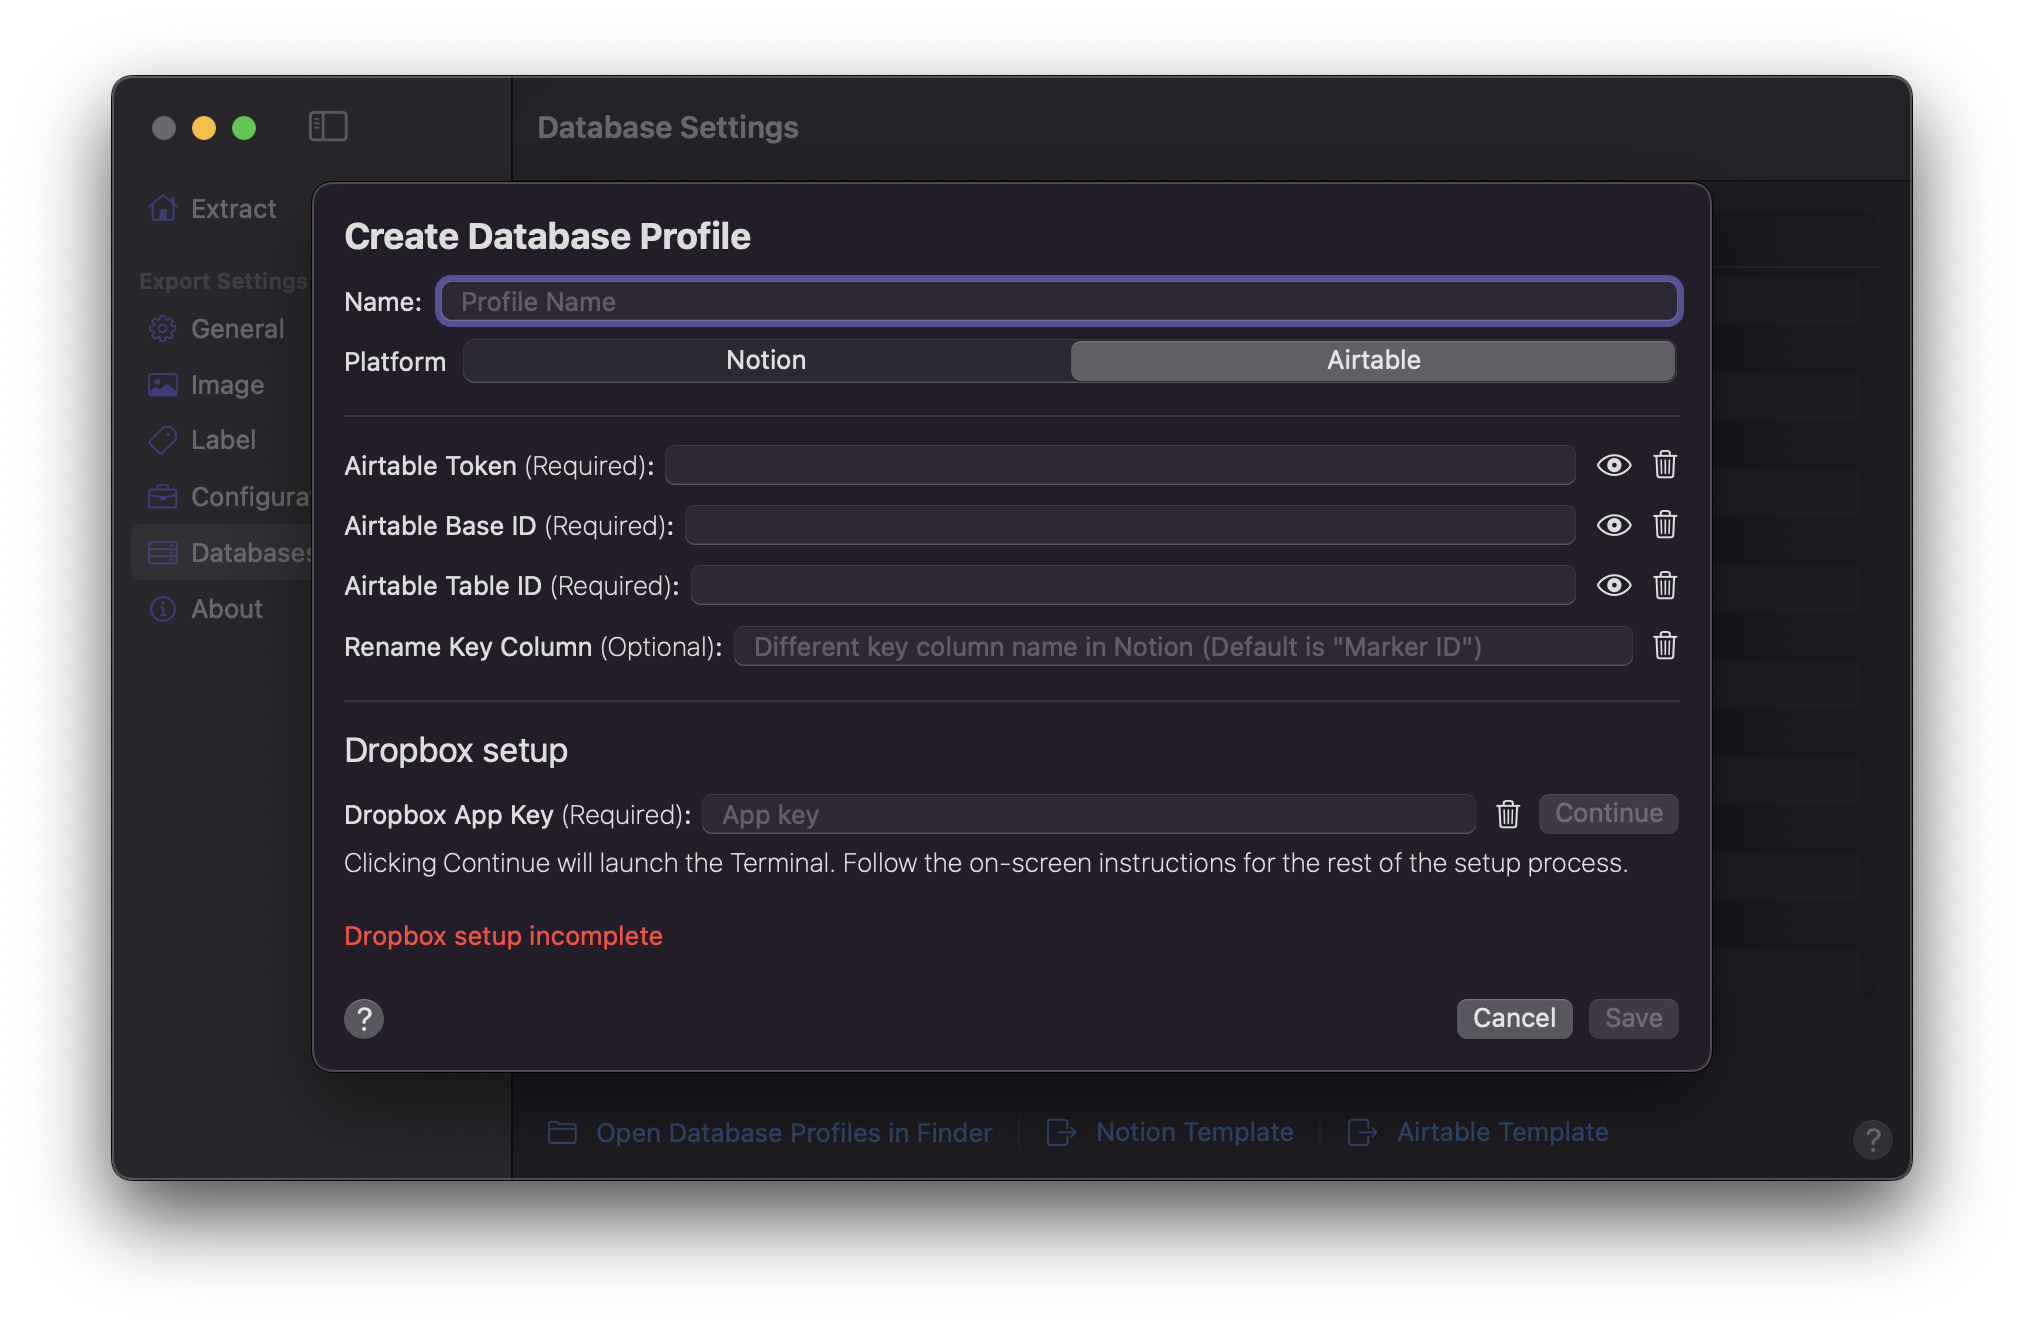 Database Settings
Extract
Export Settings
General
Image
Label
Configura
Databases
About
Create Database Profile
Name: Profile Name
Platform Notion Airtable
Airtable Token (Required):
Airtable Base ID (Required):
Airtable Table ID (Required):
Rename Key Column (Optional): Different key column name in Notion (Default is "Marker ID")
Dropbox setup
Dropbox App Key (Required): App key Continue
Clicking Continue will launch the Terminal. Follow the on-screen instructions for the rest of the setup process.
Dropbox setup incomplete
? Cancel Save
Open Database Profiles in Finder Notion Template Airtable Template ?